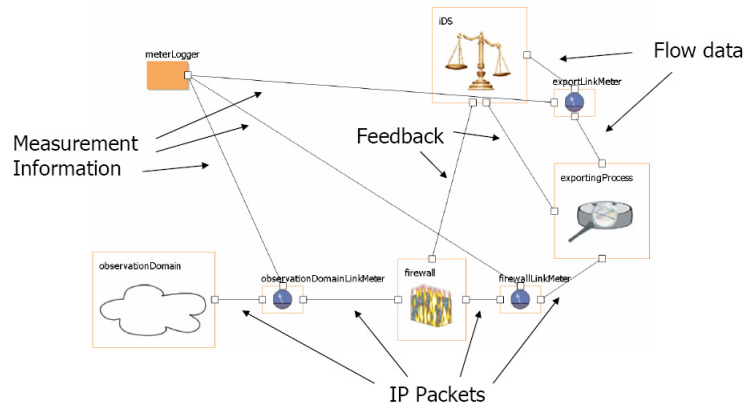 iDS
Flow data
meterLogger
exportLinkMeter
Measurement
Information
Feedback
exportingProcess
observationDomain
observationDomainLinkMeter
firewall
firewallLinkMeter
IP Packets